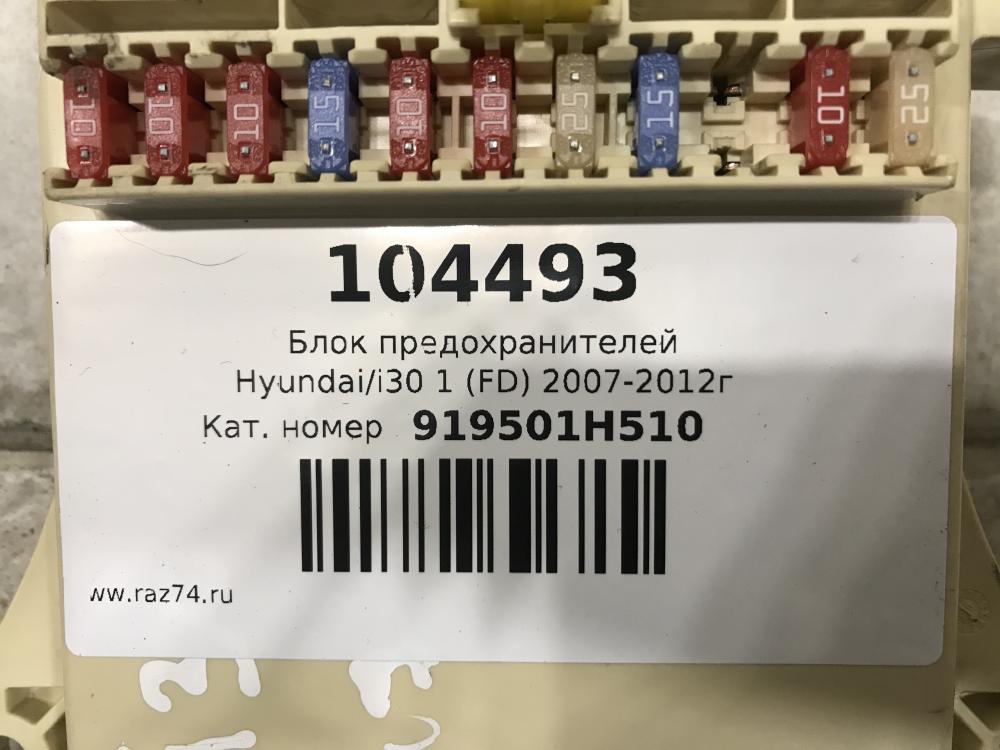 10 10 10 15 10 10 25 15 10 25
104493
Блок предохранителей
Hyundai/i30 1 (FD) 2007-2012г
Кат. номер 919501H510
ww.raz74.ru